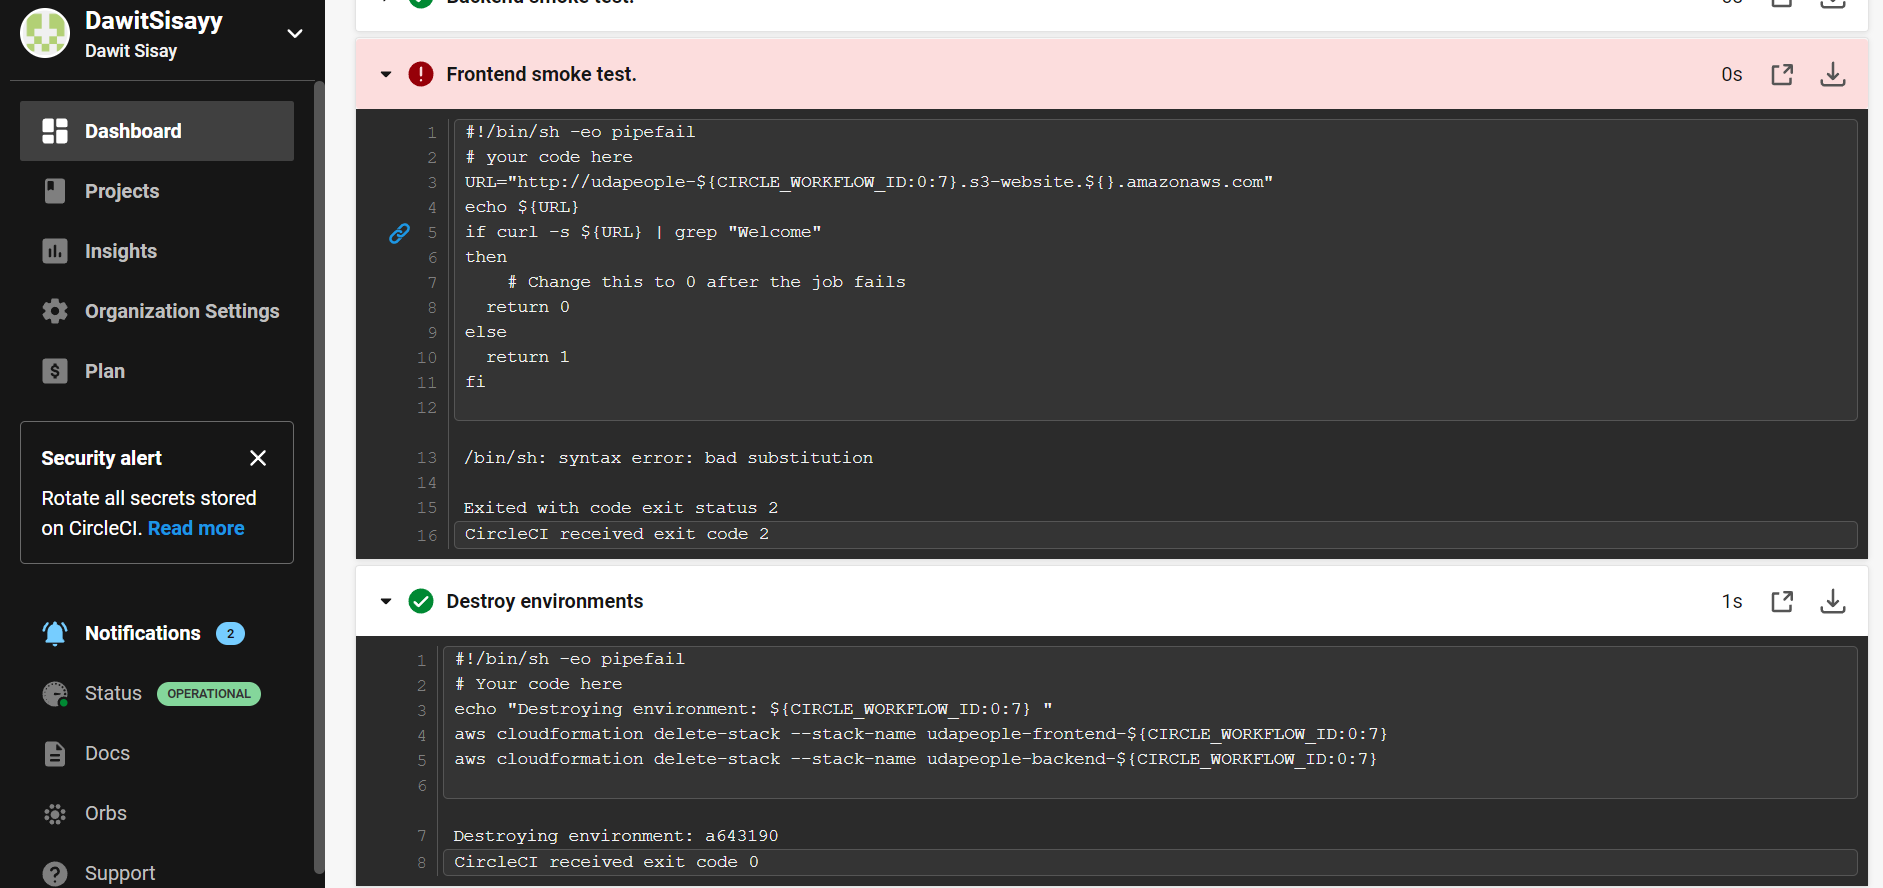 DawitSisayy
Dawit Sisay
Dashboard
Projects
Insights
Organization Settings
Plan
Security alert
Rotate all secrets stored
on CircleCI. Read more
Notifications 2
Status OPERATIONAL
Docs
Orbs
Support
Backend smoke test.
Frontend smoke test. 0s
1 #!/bin/sh -eo pipefail
2 # your code here
3 URL="http://udapeople-${CIRCLE_WORKFLOW_ID:0:7}.s3-website.${}.amazonaws.com"
4 echo ${URL}
5 if curl -s ${URL} | grep "Welcome"
6 then
7 # Change this to 0 after the job fails
8 return 0
9 else
10 return 1
11 fi
12
13 /bin/sh: syntax error: bad substitution
14
15 Exited with code exit status 2
16 CircleCI received exit code 2
Destroy environments 1s
1 #!/bin/sh -eo pipefail
2 # Your code here
3 echo "Destroying environment: ${CIRCLE_WORKFLOW_ID:0:7} "
4 aws cloudformation delete-stack --stack-name udapeople-frontend-${CIRCLE_WORKFLOW_ID:0:7}
5 aws cloudformation delete-stack --stack-name udapeople-backend-${CIRCLE_WORKFLOW_ID:0:7}
6
7 Destroying environment: a643190
8 CircleCI received exit code 0